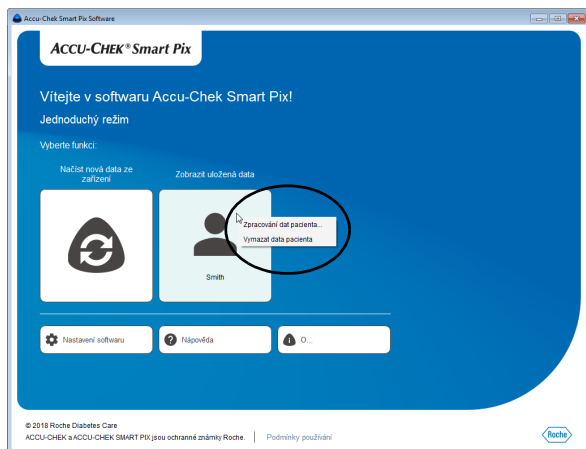 Accu-Chek Smart Pix Software
ACCU-CHEK® Smart Pix
Vítejte v softwaru Accu-Chek Smart Pix!
Jednoduchý režim
Vyberte funkci:
Načíst nová data ze
zařízení
Zobrazit uložená data
Zpracování dat pacienta...
Vymazat data pacienta
Smith
Nastavení softwaru
Nápověda
O...
© 2018 Roche Diabetes Care
ACCU-CHEK a ACCU-CHEK SMART PIX jsou ochranné známky Roche.
Podmínky používání
Roche